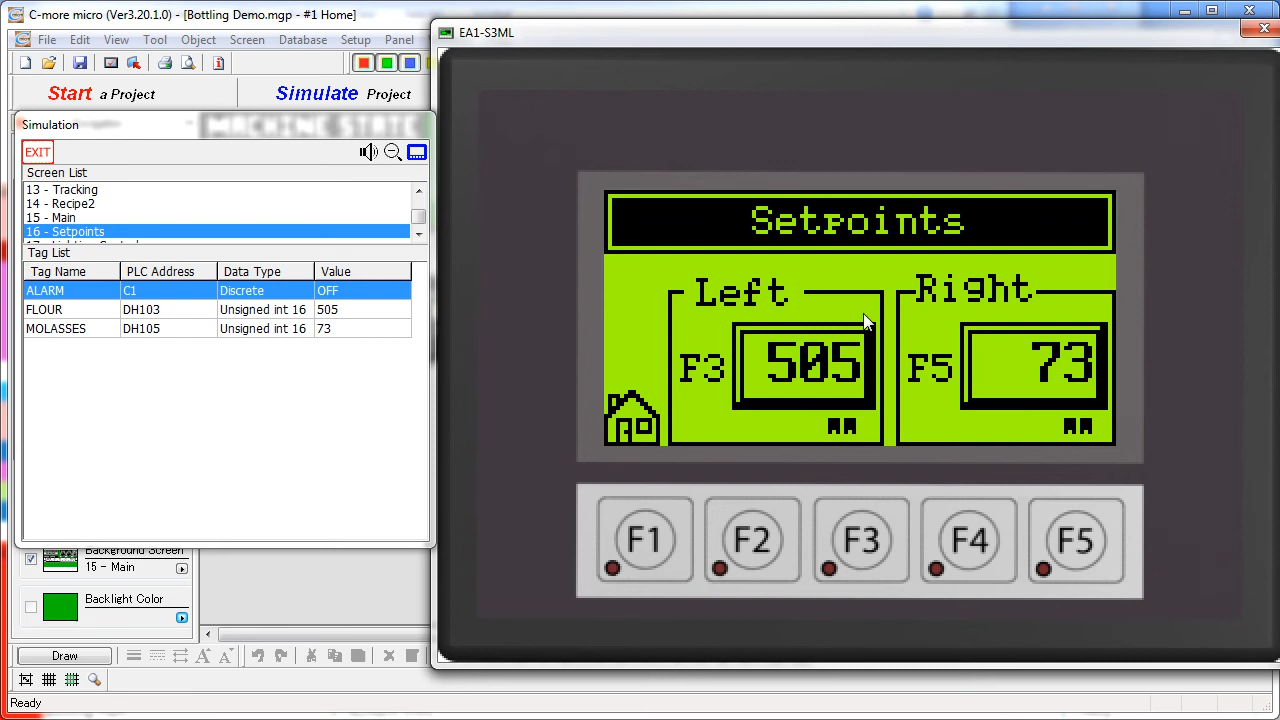 C-more micro (Ver3.20.1.0) - [Bottling Demo.mgp - #1 Home]
File Edit View Tool Object Screen Database Setup Panel
Start a Project Simulate Project
MACHINE STATE
Simulation
EXIT
Screen List
13 - Tracking
14 - Recipe2
15 - Main
16 - Setpoints
Tag List
Tag Name PLC Address Data Type Value
ALARM C1 Discrete OFF
FLOUR DH103 Unsigned int 16 505
MOLASSES DH105 Unsigned int 16 73
Background Screen
15 - Main
Backlight Color
Draw
Ready
EA1-S3ML
Setpoints
Left Right
F3 505 F5 73
F1 F2 F3 F4 F5